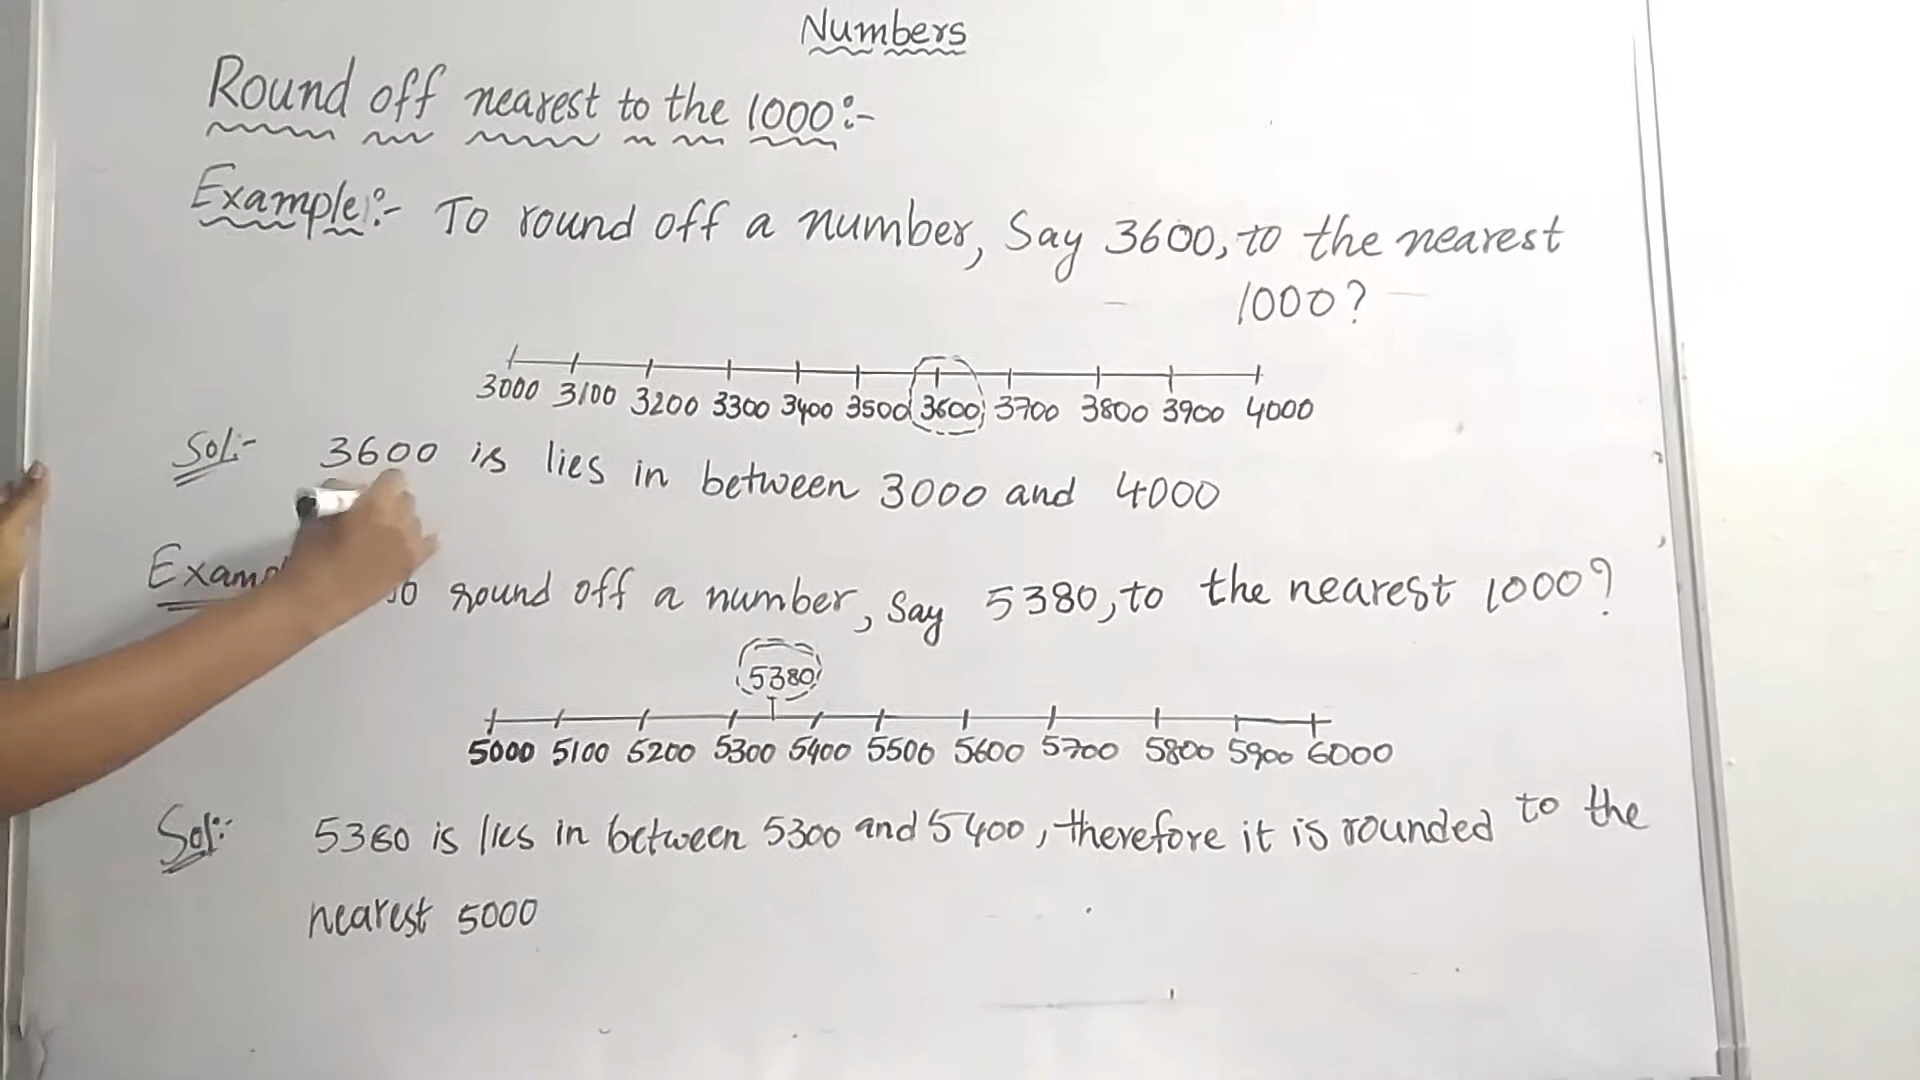 Numbers
Round off nearest to the 1000:-
Example:- To round off a number, Say 3600, to the nearest
1000?
3000 3100 3200 3300 3400 3500 3600 3700 3800 3900 4000
Sol:- 3600 is lies in between 3000 and 4000
round off a number, Say 5380, to the nearest 1000?
5380
5000 5100 5200 5300 5400 5500 5600 5700 5800 5900 6000
Sol:- 5360 is lies in between 5300 and 5400, therefore it is rounded to the
nearest 5000